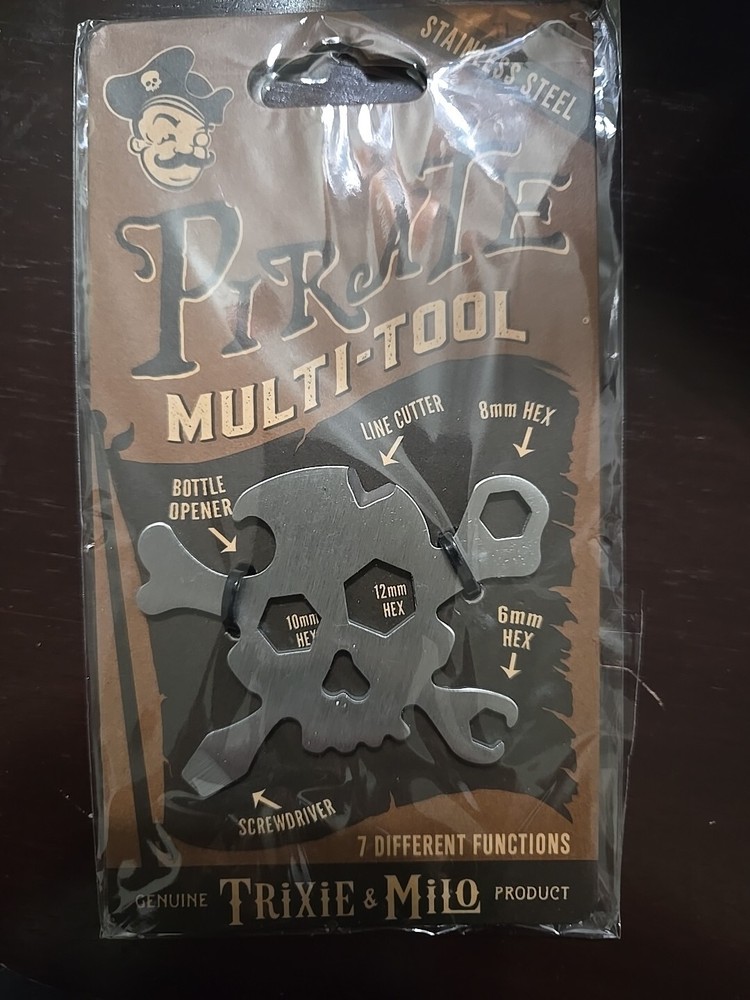 STAINLESS STEEL
PIRATE
MULTI-TOOL
LINE CUTTER
8mm HEX
BOTTLE
OPENER
12mm
HEX
10mm
HEX
6mm
HEX
SCREWDRIVER
7 DIFFERENT FUNCTIONS
GENUINE TRiXiE & MiLO PRODUCT